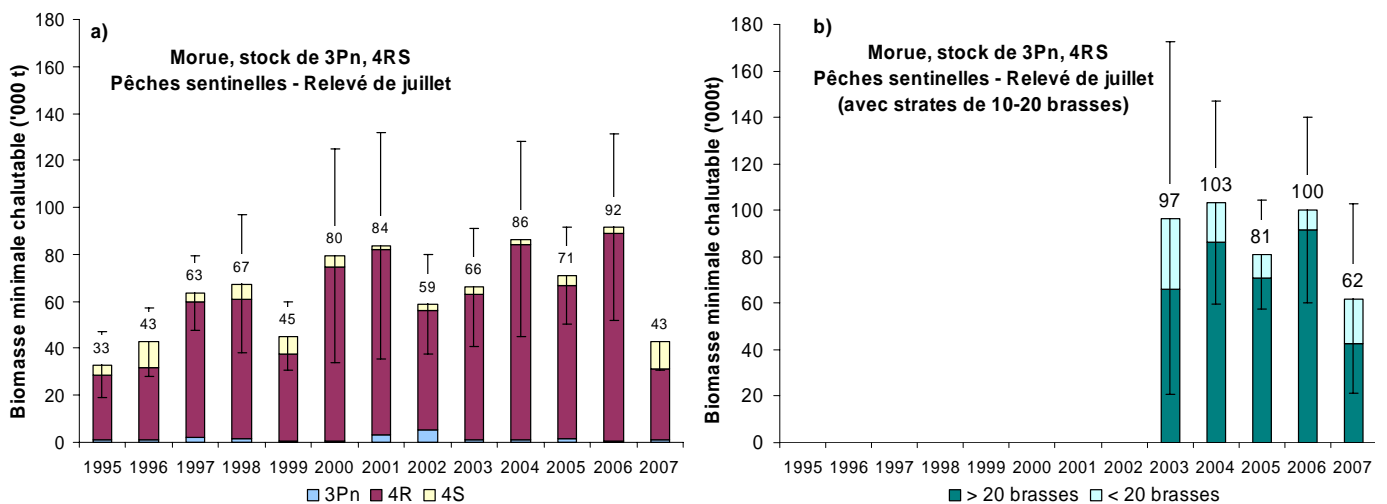 a)
Morue, stock de 3Pn, 4RS
Pêches sentinelles - Relevé de juillet
Biomasse minimale chalutable ('000 t)
180
160
140
120
100
80
60
40
20
0
33
43
63
67
45
80
84
59
66
86
71
92
43
1995 1996 1997 1998 1999 2000 2001 2002 2003 2004 2005 2006 2007
3Pn 4R 4S
b)
Morue, stock de 3Pn, 4RS
Pêches sentinelles - Relevé de juillet
(avec strates de 10-20 brasses)
Biomasse minimale chalutable ('000t)
180
160
140
120
100
80
60
40
20
0
97
103
81
100
62
1995 1996 1997 1998 1999 2000 2001 2002 2003 2004 2005 2006 2007
> 20 brasses < 20 brasses